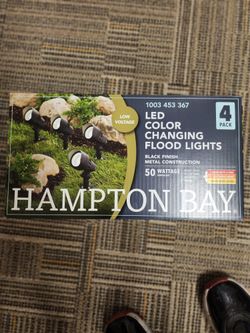 1003 453 367
LED
COLOR
CHANGING
FLOOD LIGHTS
BLACK FINISH
METAL CONSTRUCTION
50 WATTAGE
4
PACK
LOW
VOLTAGE
HAMPTON BAY